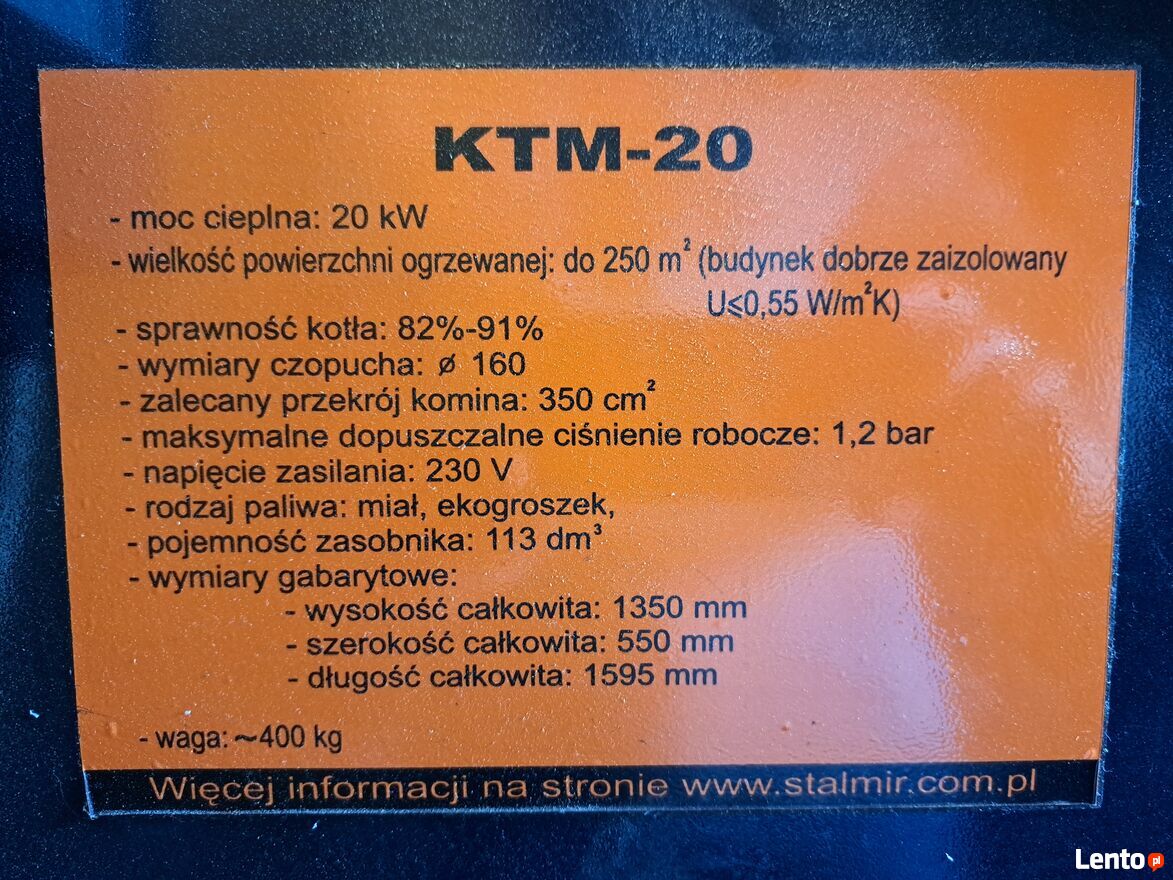 KTM-20
- moc cieplna: 20 kW
- wielkość powierzchni ogrzewanej: do 250 m² (budynek dobrze zaizolowany
U⩽0,55 W/m²K)
- sprawność kotła: 82%-91%
- wymiary czopucha: ø 160
- zalecany przekrój komina: 350 cm²
- maksymalne dopuszczalne ciśnienie robocze: 1,2 bar
- napięcie zasilania: 230 V
- rodzaj paliwa: miał, ekogroszek,
- pojemność zasobnika: 113 dm³
- wymiary gabarytowe:
- wysokość całkowita: 1350 mm
- szerokość całkowita: 550 mm
- długość całkowita: 1595 mm
- waga: ~400 kg
Więcej informacji na stronie www.stalmir.com.pl
Lento pl